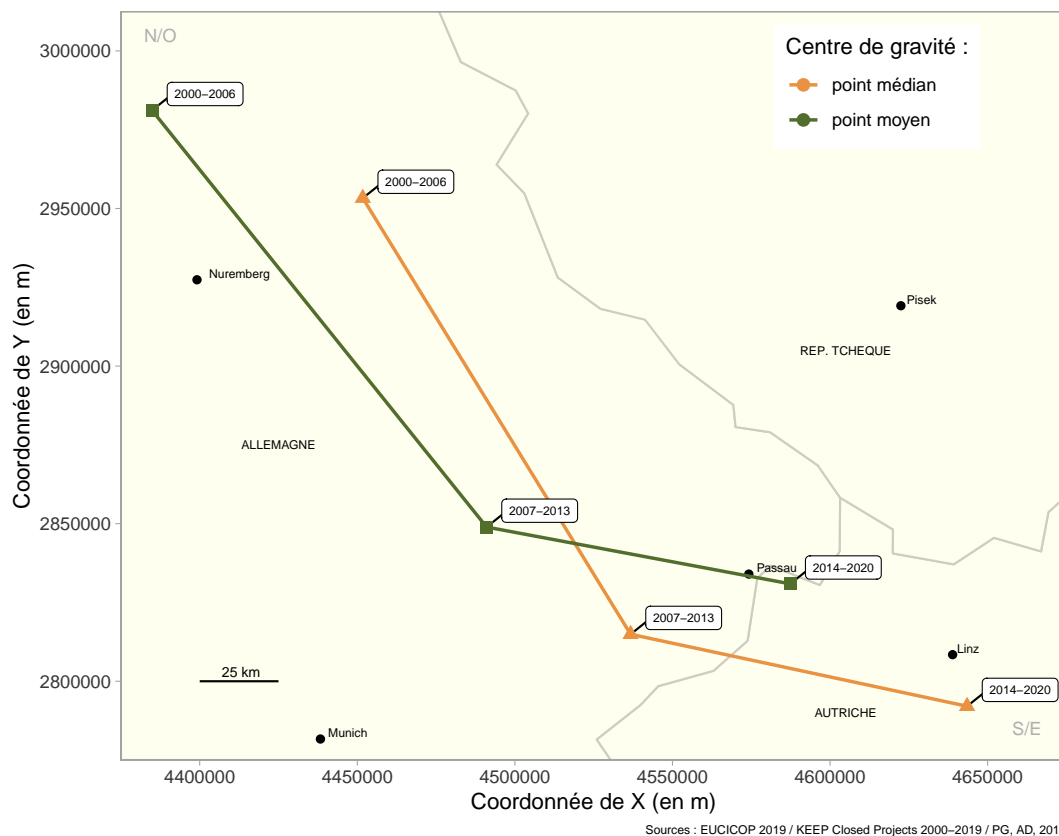 N/O
Centre de gravité :
point médian
point moyen
2000–2006
2000–2006
Nuremberg
Pisek
REP. TCHEQUE
ALLEMAGNE
2007–2013
Passau
2014–2020
2007–2013
Linz
25 km
2014–2020
AUTRICHE
S/E
Munich
3000000
2950000
2900000
2850000
2800000
Coordonnée de Y (en m)
4400000 4450000 4500000 4550000 4600000 4650000
Coordonnée de X (en m)
Sources : EUCICOP 2019 / KEEP Closed Projects 2000–2019 / PG, AD, 201